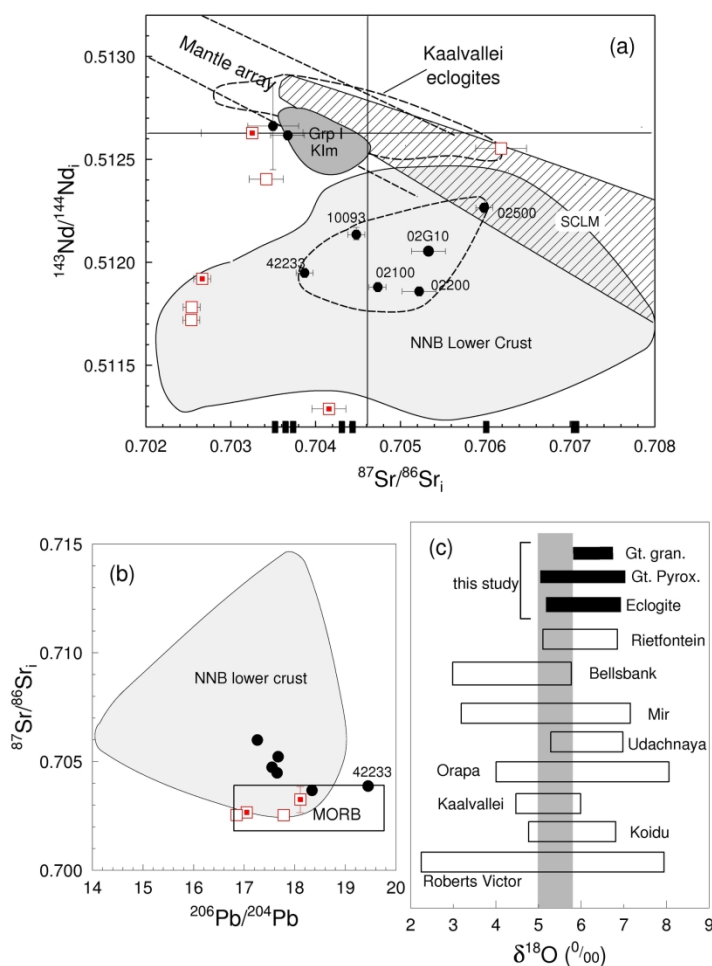 (a)
0.5130
0.5125
0.5120
0.5115
143Nd/144Ndi
Mantle array
Kaalvallei
eclogites
Grp I
Klm
10093
02500
02G10
SCLM
42233
02100
02200
NNB Lower Crust
0.702 0.703 0.704 0.705 0.706 0.707 0.708
87Sr/86Sri
(b)
0.715
0.710
0.705
0.700
87Sr/86Sri
NNB lower crust
42233
MORB
14 15 16 17 18 19 20
206Pb/204Pb
(c)
this study
Gt. gran.
Gt. Pyrox.
Eclogite
Rietfontein
Bellsbank
Mir
Udachnaya
Orapa
Kaalvallei
Koidu
Roberts Victor
2 3 4 5 6 7 8 9
δ18O (0/00)